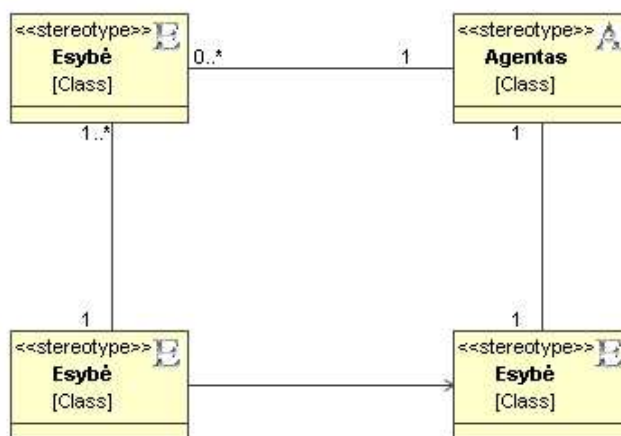 <<stereotype>> E
Esybė
[Class]
<<stereotype>> A
Agentas
[Class]
0..* 1
1..* 1
1 1
<<stereotype>> E
Esybė
[Class]
<<stereotype>> E
Esybė
[Class]